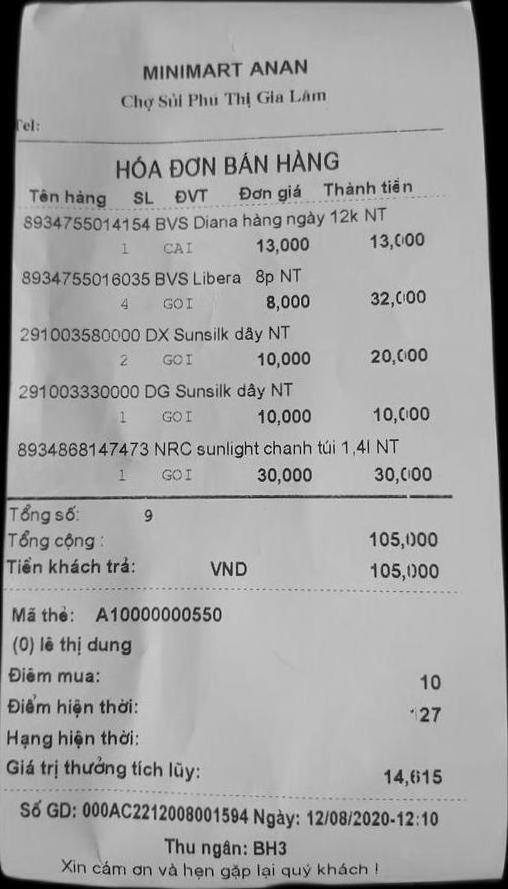 MINIMART ANAN
Chợ Sủi Phú Thị Gia Lâm
Tel:
HÓA ĐƠN BÁN HÀNG
Tên hàng SL ĐVT Đơn giá Thành tiền
8934755014154 BVS Diana hàng ngày 12k NT
1 CAI 13,000 13,000
8934755016035 BVS Libera 8p NT
4 GOI 8,000 32,000
291003580000 DX Sunsilk dây NT
2 GOI 10,000 20,000
291003330000 DG Sunsilk dây NT
1 GOI 10,000 10,000
8934868147473 NRC sunlight chanh túi 1,4l NT
1 GOI 30,000 30,000
Tổng số: 9
Tổng cộng : 105,000
Tiền khách trả: VND 105,000
Mã thẻ: A10000000550
(0) lê thị dung
Điểm mua: 10
Điểm hiện thời: 127
Hạng hiện thời:
Giá trị thưởng tích lũy: 14,615
Số GD: 000AC2212008001594 Ngày: 12/08/2020-12:10
Thu ngân: BH3
Xin cám ơn và hẹn gặp lại quý khách !